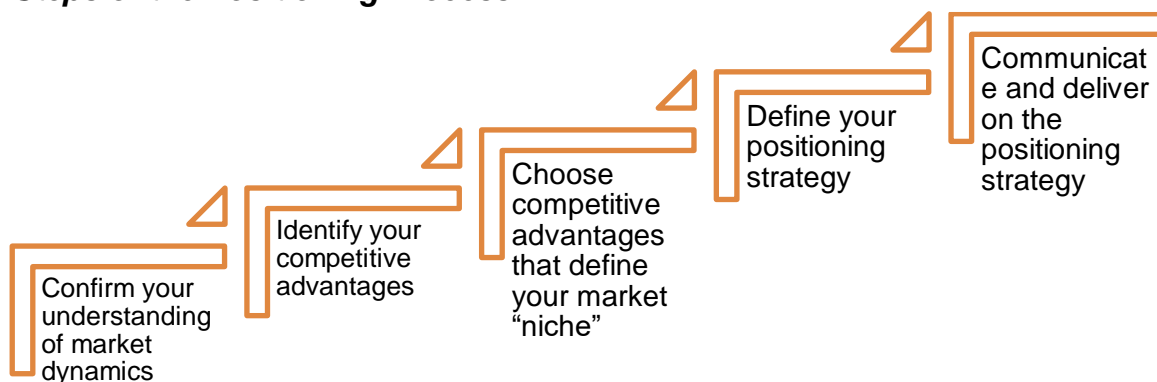 Confirm your
understanding
of market
dynamics
Identify your
competitive
advantages
Choose
competitive
advantages
that define
your market
“niche”
Define your
positioning
strategy
Communicat
e and deliver
on the
positioning
strategy